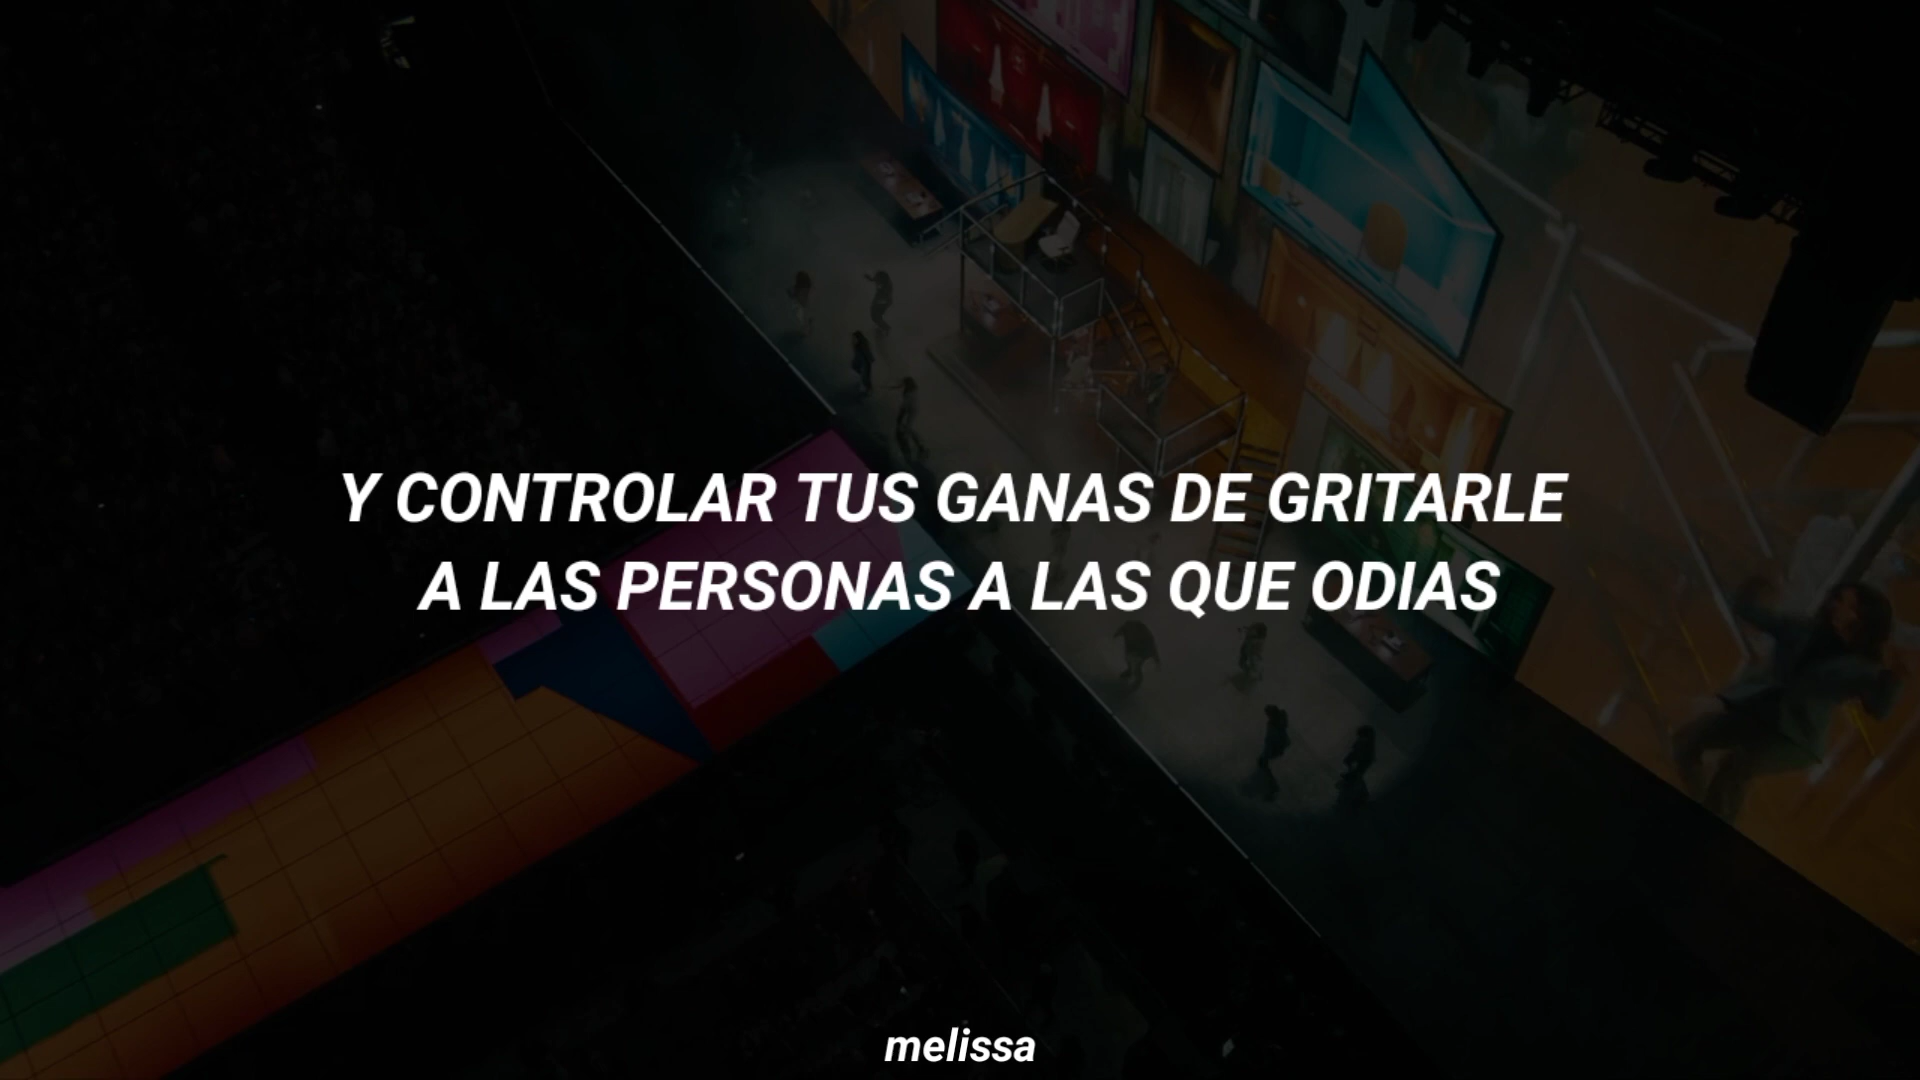 Y CONTROLAR TUS GANAS DE GRITARLE
A LAS PERSONAS A LAS QUE ODIAS
melissa